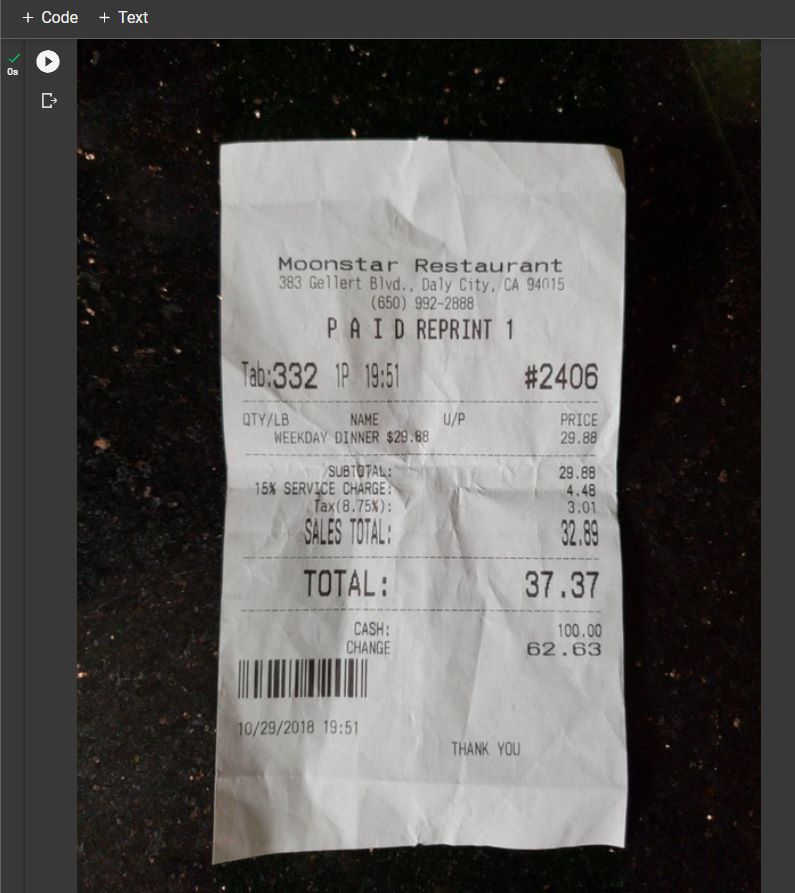 + Code + Text
0s
Moonstar Restaurant
383 Gellert Blvd., Daly City, CA 94015
(650) 992-2888
P A I D REPRINT 1
Tab:332 1P 19:51 #2406
QTY/LB NAME U/P PRICE
WEEKDAY DINNER $29.88 29.88
SUBTOTAL: 29.88
15% SERVICE CHARGE: 4.48
Tax(8.75%): 3.01
SALES TOTAL: 32.89
TOTAL: 37.37
CASH: 100.00
CHANGE 62.63
10/29/2018 19:51
THANK YOU